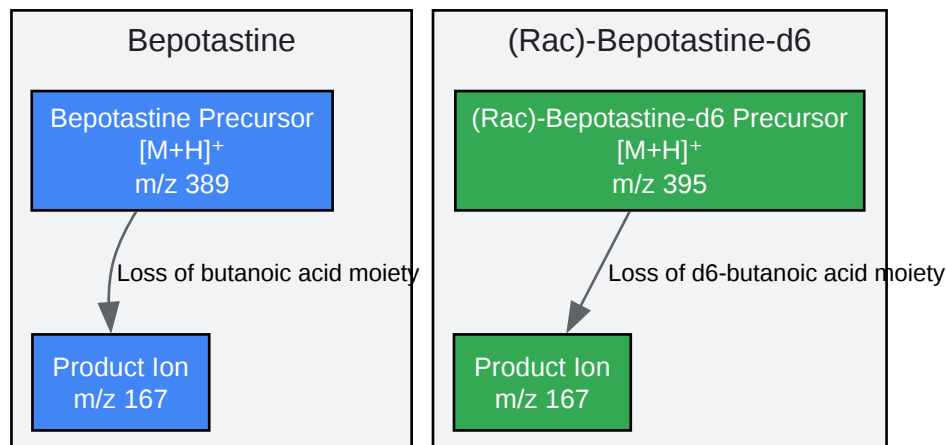 Bepotastine
Bepotastine Precursor
[M+H]⁺
m/z 389
Loss of butanoic acid moiety
Product Ion
m/z 167
(Rac)-Bepotastine-d6
(Rac)-Bepotastine-d6 Precursor
[M+H]⁺
m/z 395
Loss of d6-butanoic acid moiety
Product Ion
m/z 167